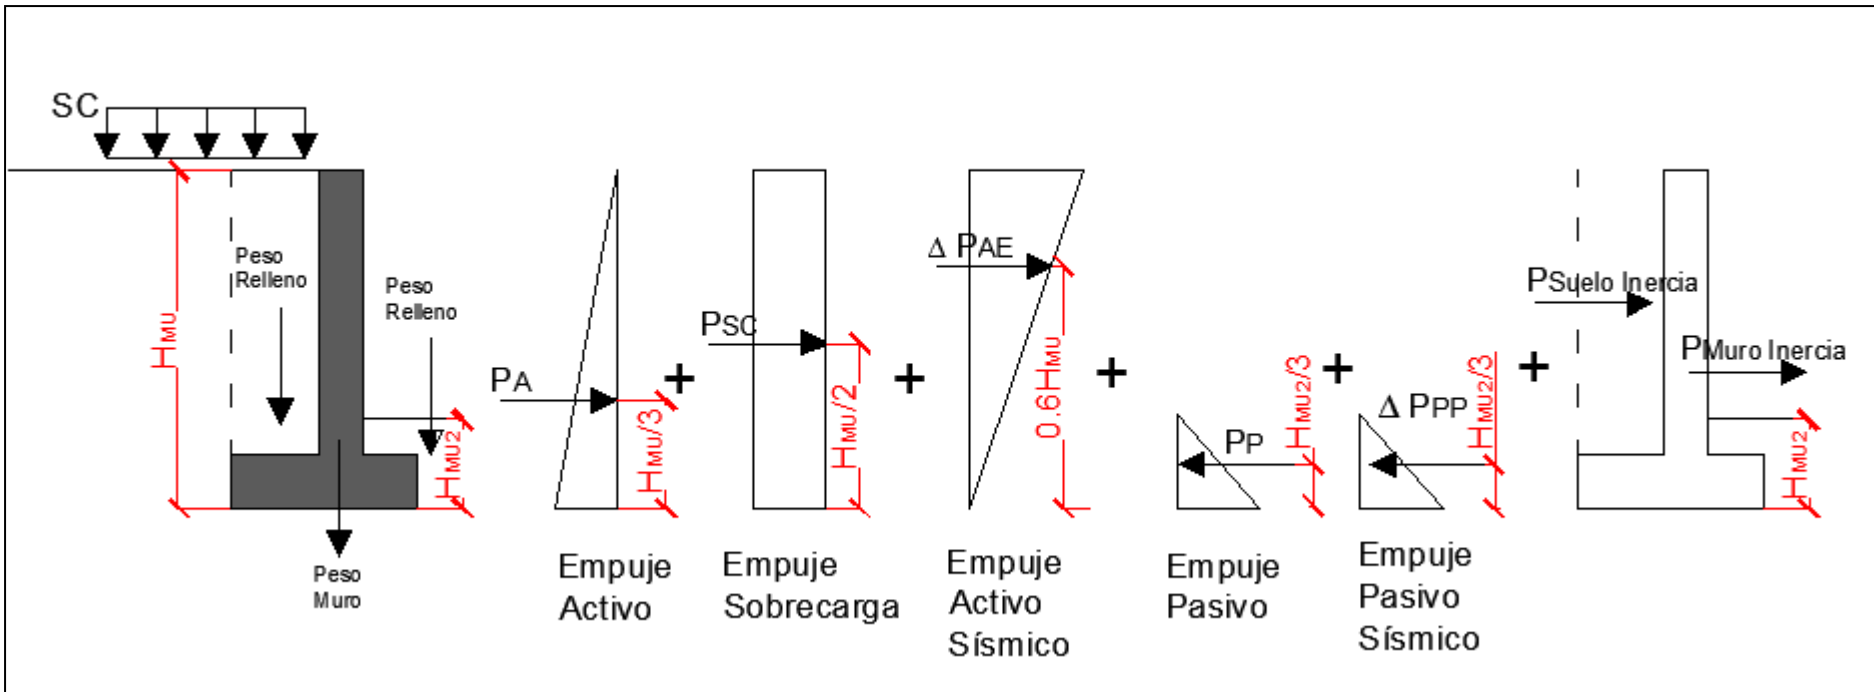 SC
HMU
Peso
Relleno
Peso
Relleno
HMU2
Peso
Muro
PA
HMU/3
Empuje
Activo
+
PSC
HMU/2
Empuje
Sobrecarga
+
Δ PAE
0.6HMU
Empuje
Activo
Sísmico
+
PP
HMU2/3
Empuje
Pasivo
+
Δ PPP
HMU2/3
Empuje
Pasivo
Sísmico
+
PSuelo Inercia
PMuro Inercia
HMU2